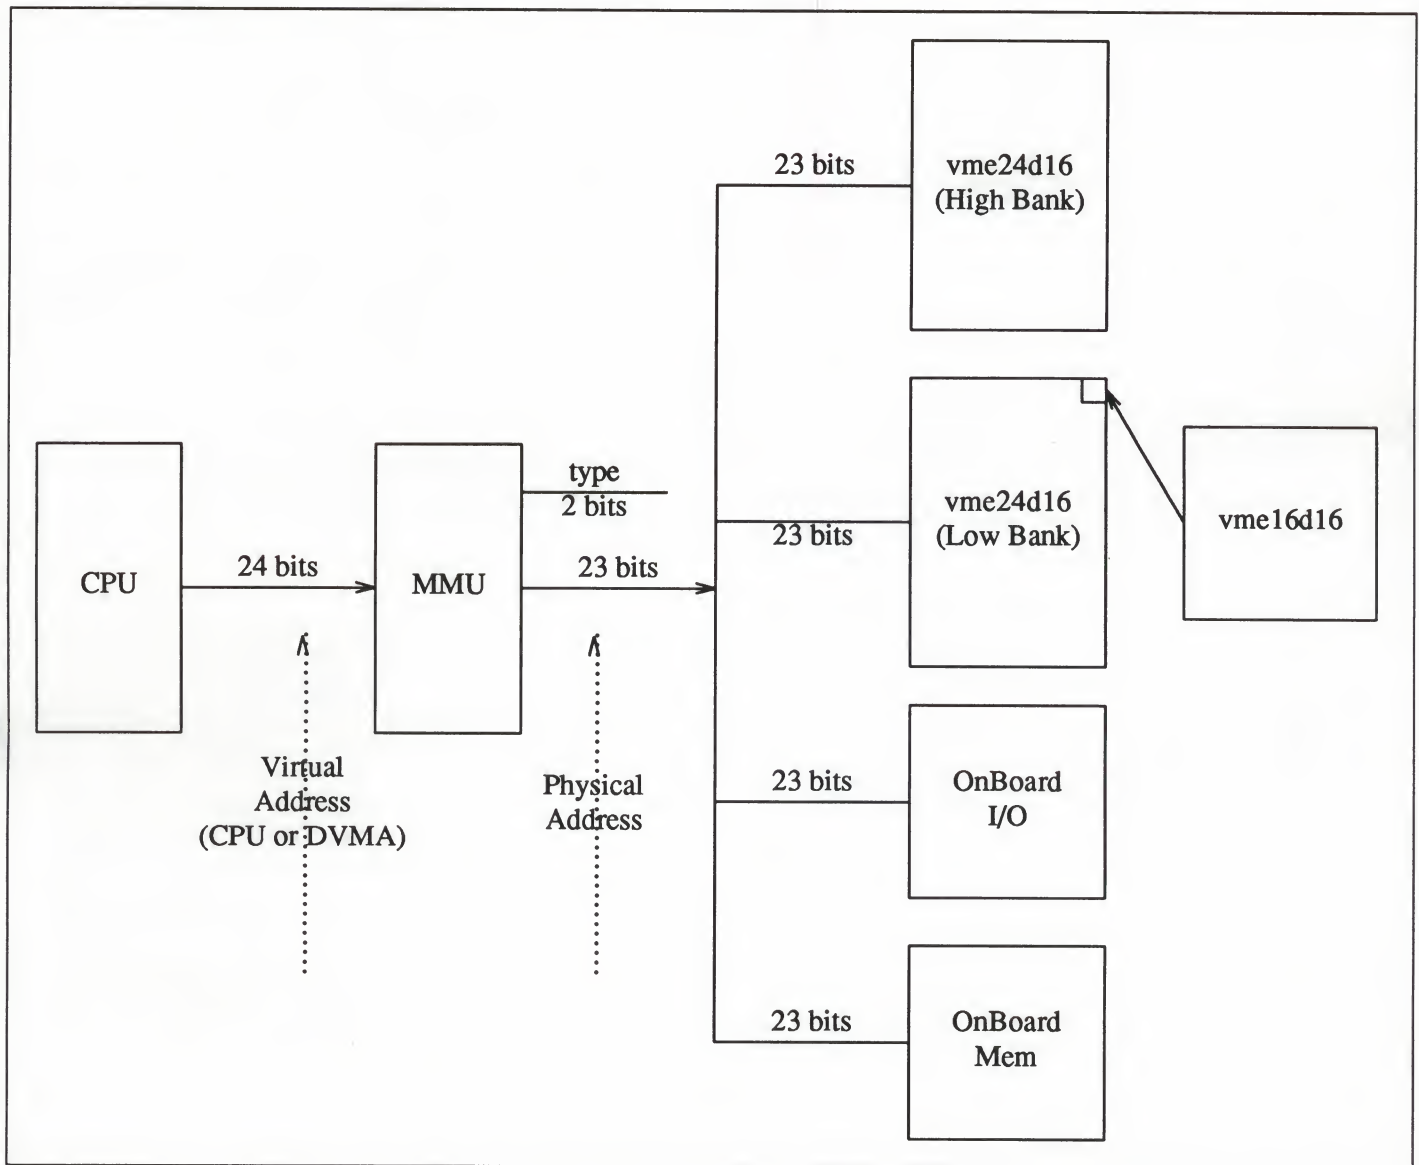 23 bits
vme24d16
(High Bank)
type
2 bits
23 bits
vme24d16
(Low Bank)
vme16d16
CPU
24 bits
MMU
23 bits
Virtual
Address
(CPU or DVMA)
Physical
Address
23 bits
OnBoard
I/O
23 bits
OnBoard
Mem